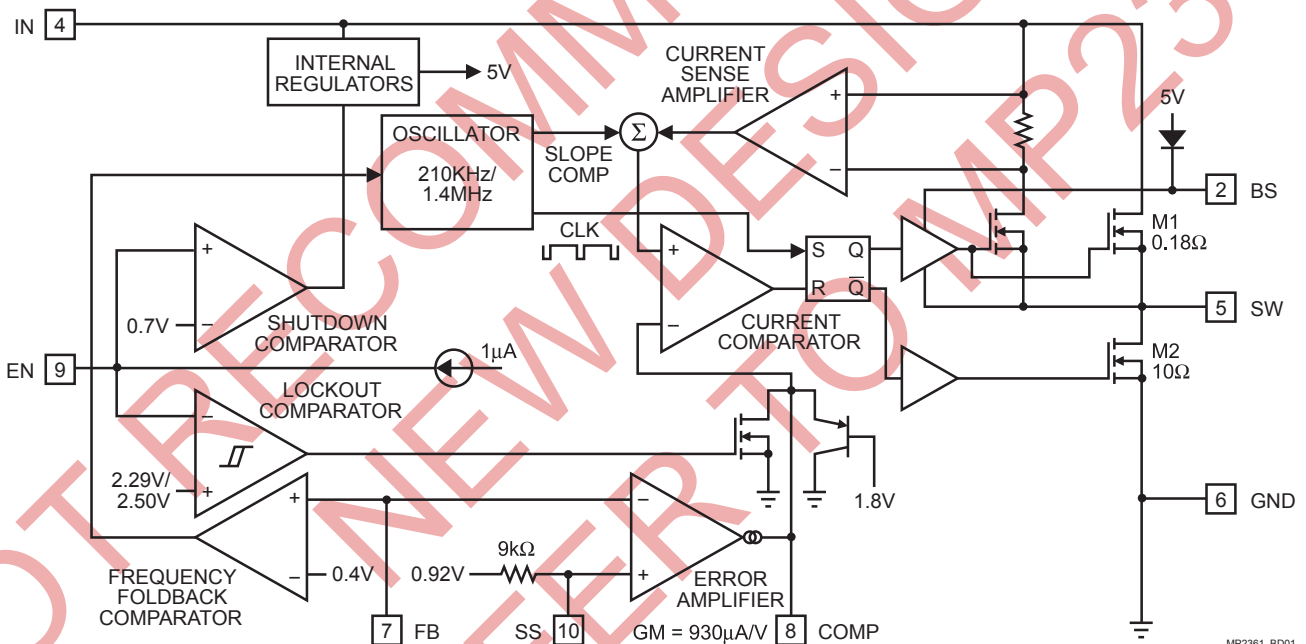 IN 4
INTERNAL
REGULATORS
5V
CURRENT
SENSE
AMPLIFIER
+
−
5V
OSCILLATOR
210KHz/
1.4MHz
SLOPE
COMP
Σ
CLK
2 BS
M1
0.18Ω
S Q
R Q̅
+
−
CURRENT
COMPARATOR
5 SW
+
0.7V −
SHUTDOWN
COMPARATOR
EN 9
1µA
LOCKOUT
COMPARATOR
M2
10Ω
−
2.29V/
2.50V
+
1.8V
6 GND
+
− 0.4V
FREQUENCY
FOLDBACK
COMPARATOR
0.92V
9kΩ
−
+
ERROR
AMPLIFIER
7 FB
SS 10
GM = 930µA/V
8 COMP
MP2361_BD01
NEW DESIG